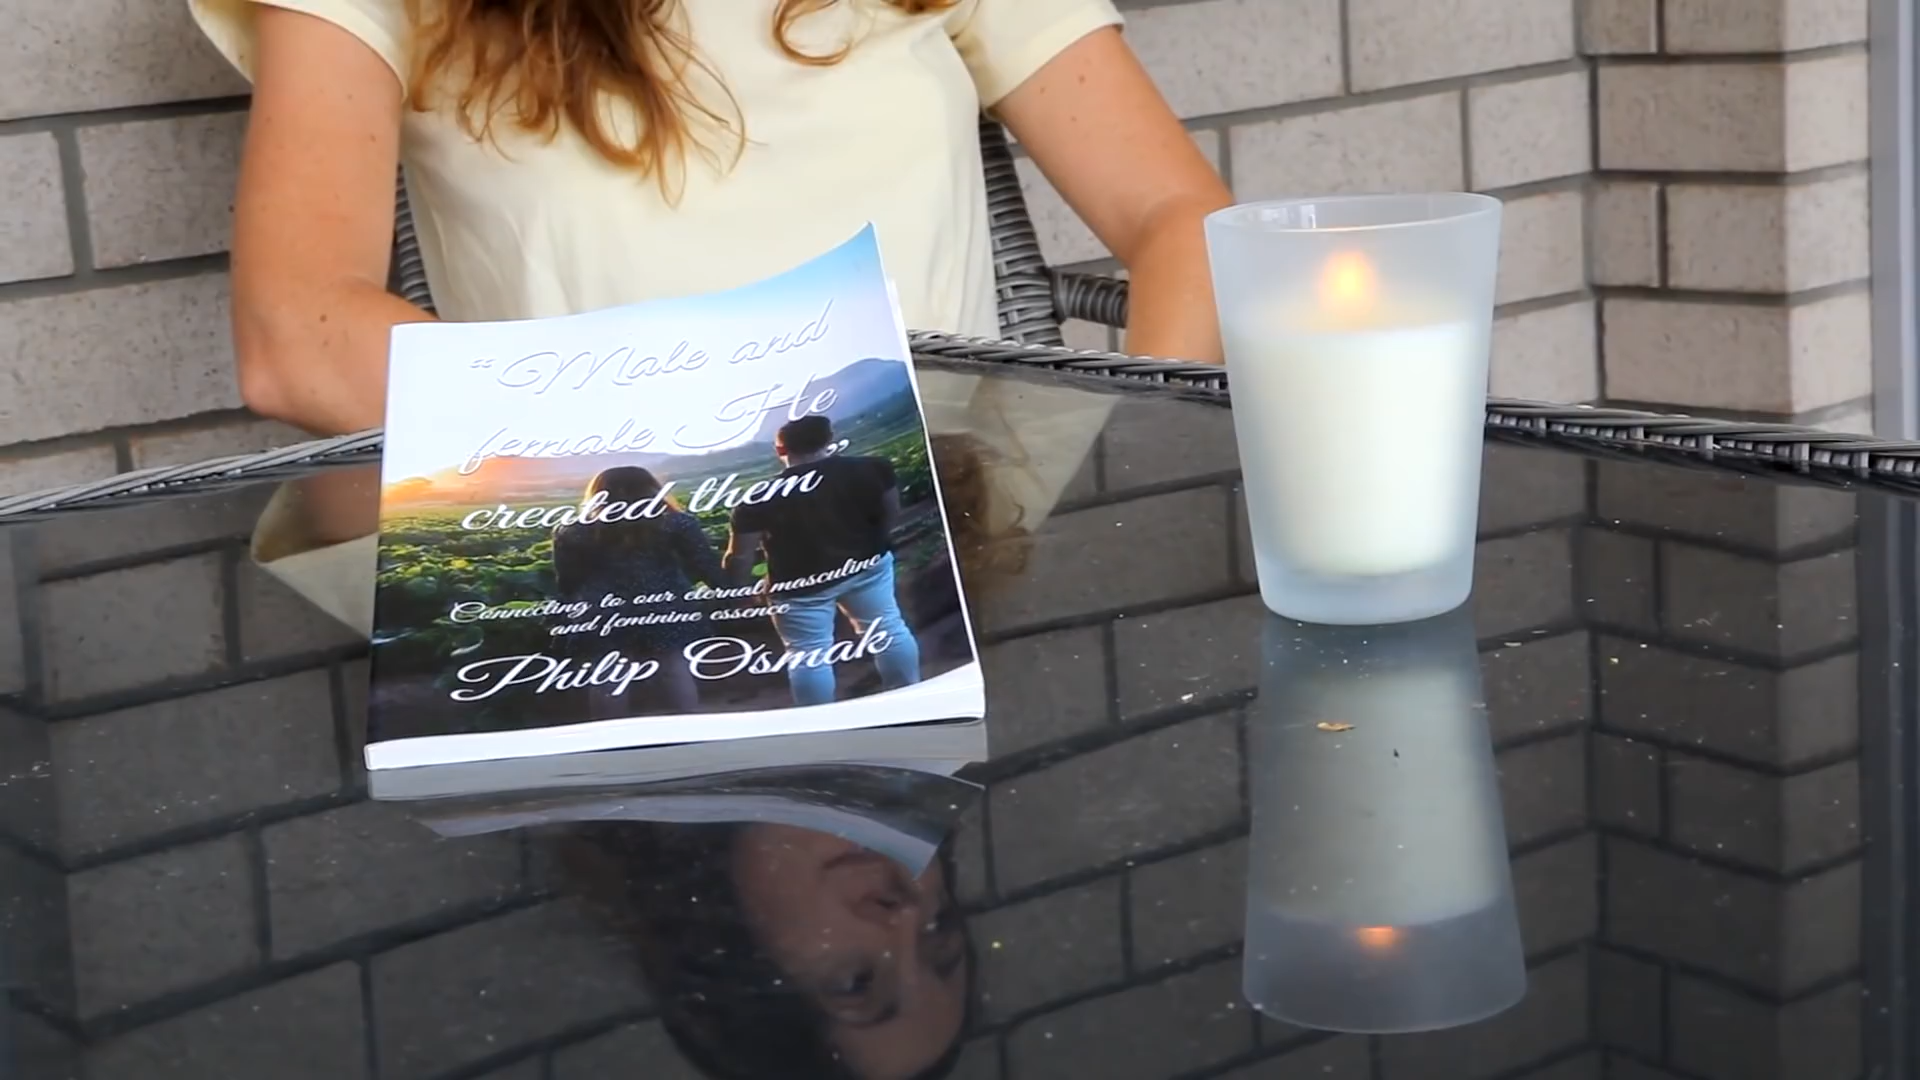 “Male and
female He
created them”
Connecting to our eternal masculine
and feminine essence
Philip Osmak